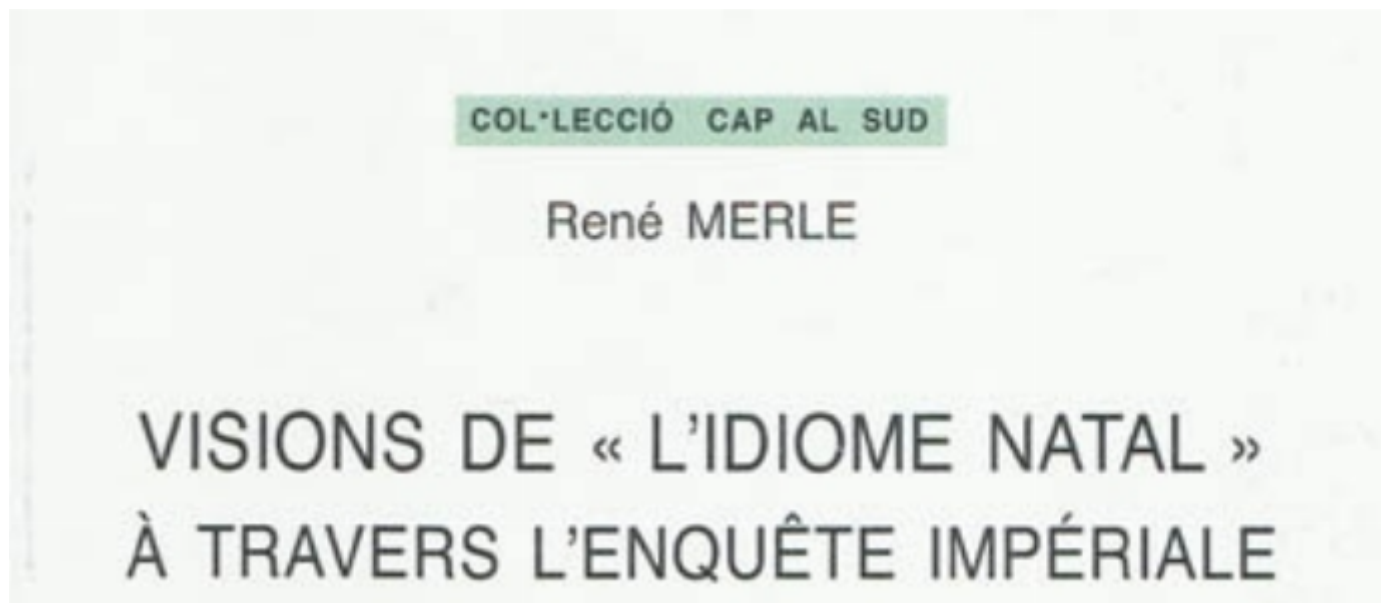 COL·LECCIÓ CAP AL SUD
René MERLE
VISIONS DE « L’IDIOME NATAL »
À TRAVERS L’ENQUÊTE IMPÉRIALE